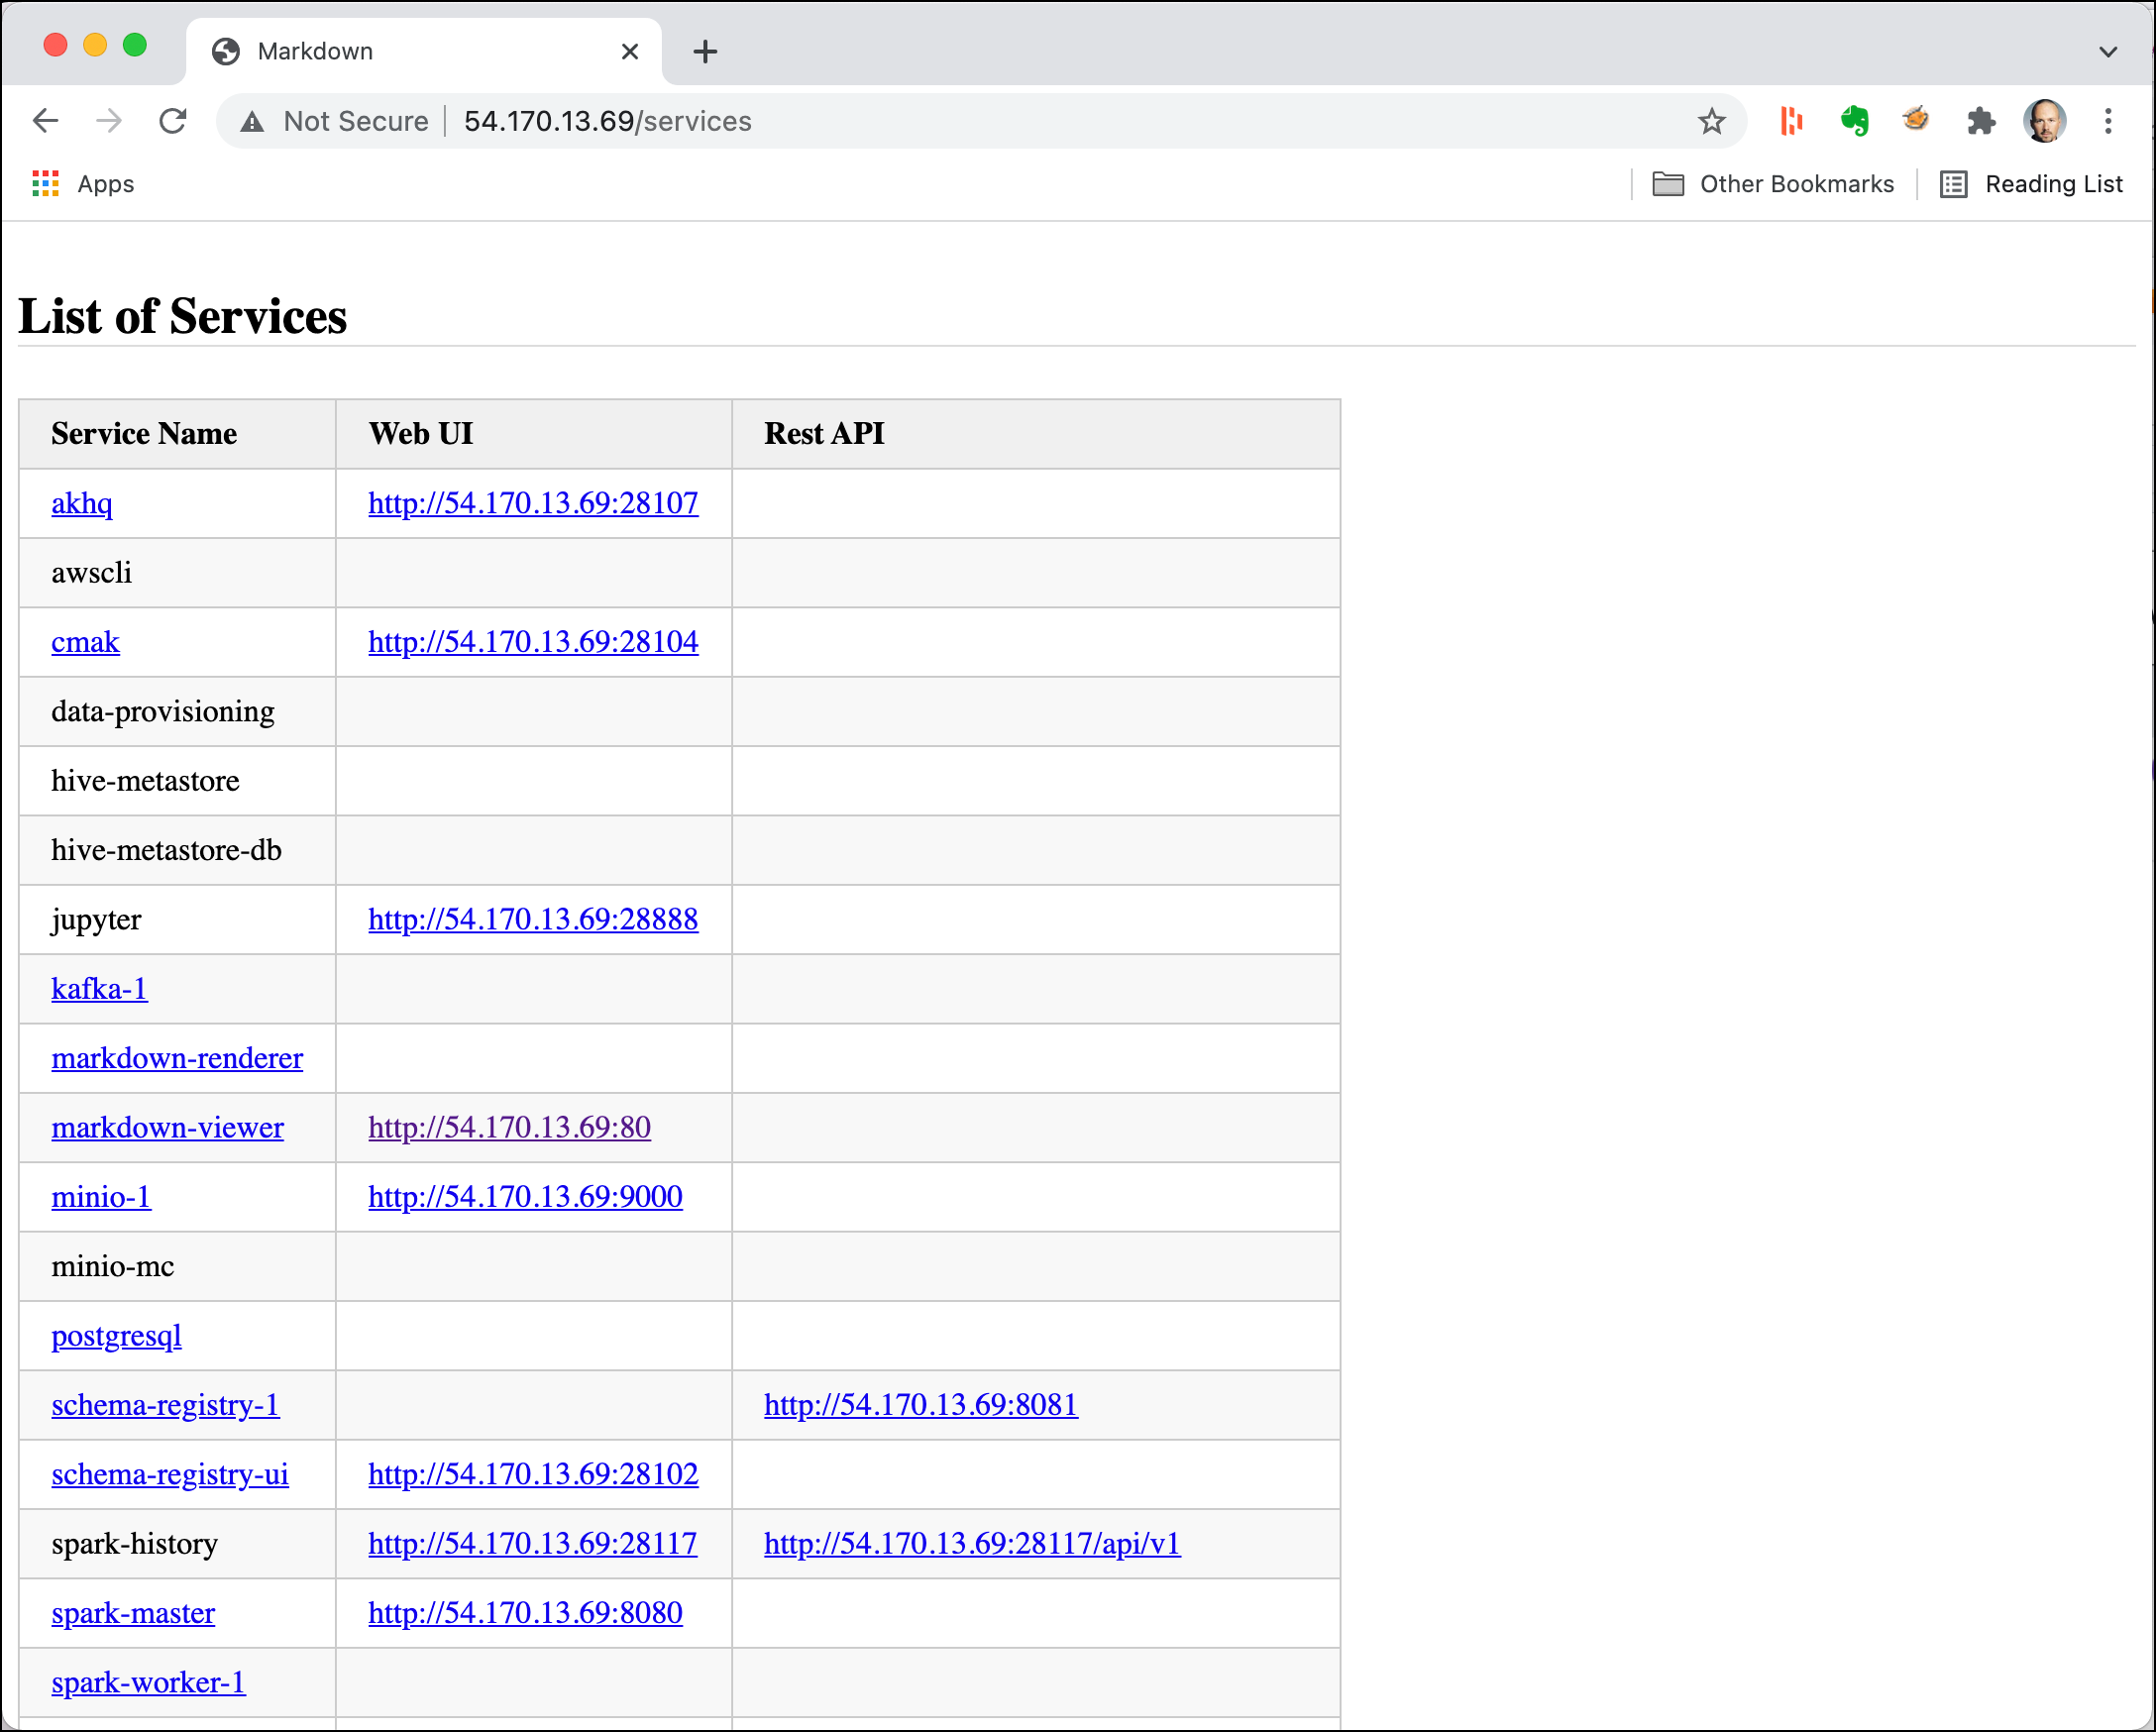 Markdown
Not Secure 54.170.13.69/services
Apps Other Bookmarks Reading List
List of Services
Service Name Web UI Rest API
akhq http://54.170.13.69:28107
awscli
cmak http://54.170.13.69:28104
data-provisioning
hive-metastore
hive-metastore-db
jupyter http://54.170.13.69:28888
kafka-1
markdown-renderer
markdown-viewer http://54.170.13.69:80
minio-1 http://54.170.13.69:9000
minio-mc
postgresql
schema-registry-1 http://54.170.13.69:8081
schema-registry-ui http://54.170.13.69:28102
spark-history http://54.170.13.69:28117 http://54.170.13.69:28117/api/v1
spark-master http://54.170.13.69:8080
spark-worker-1